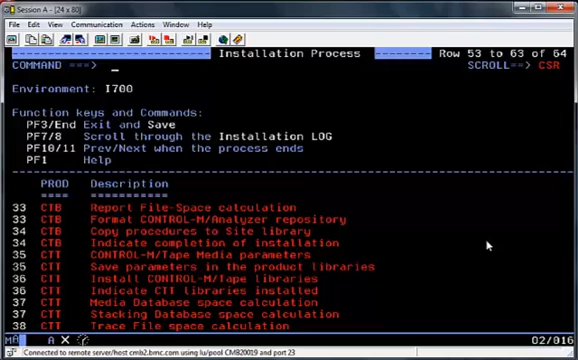 Session A - [24 x 80]
File Edit View Communication Actions Window Help
Installation Process Row 53 to 63 of 64
COMMAND ===> _ SCROLL==> CSR
Environment: I700
Function keys and Commands:
PF3/End Exit and Save
PF7/8 Scroll through the Installation LOG
PF10/11 Prev/Next when the process ends
PF1 Help
PROD Description
==== ===========
33 CTB Report File-Space calculation
33 CTB Format CONTROL-M/Analyzer repository
34 CTB Copy procedures to Site library
34 CTB Indicate completion of installation
35 CTT CONTROL-M/Tape Media parameters
35 CTT Save parameters in the product libraries
36 CTT Install CONTROL-M/Tape libraries
36 CTT Indicate CTT libraries installed
37 CTT Media Database space calculation
37 CTT Stacking Database space calculation
38 CTT Trace File space calculation
A X 02/016
Connected to remote server/host cmb2.bmc.com using lu/pool CMB20019 and port 23